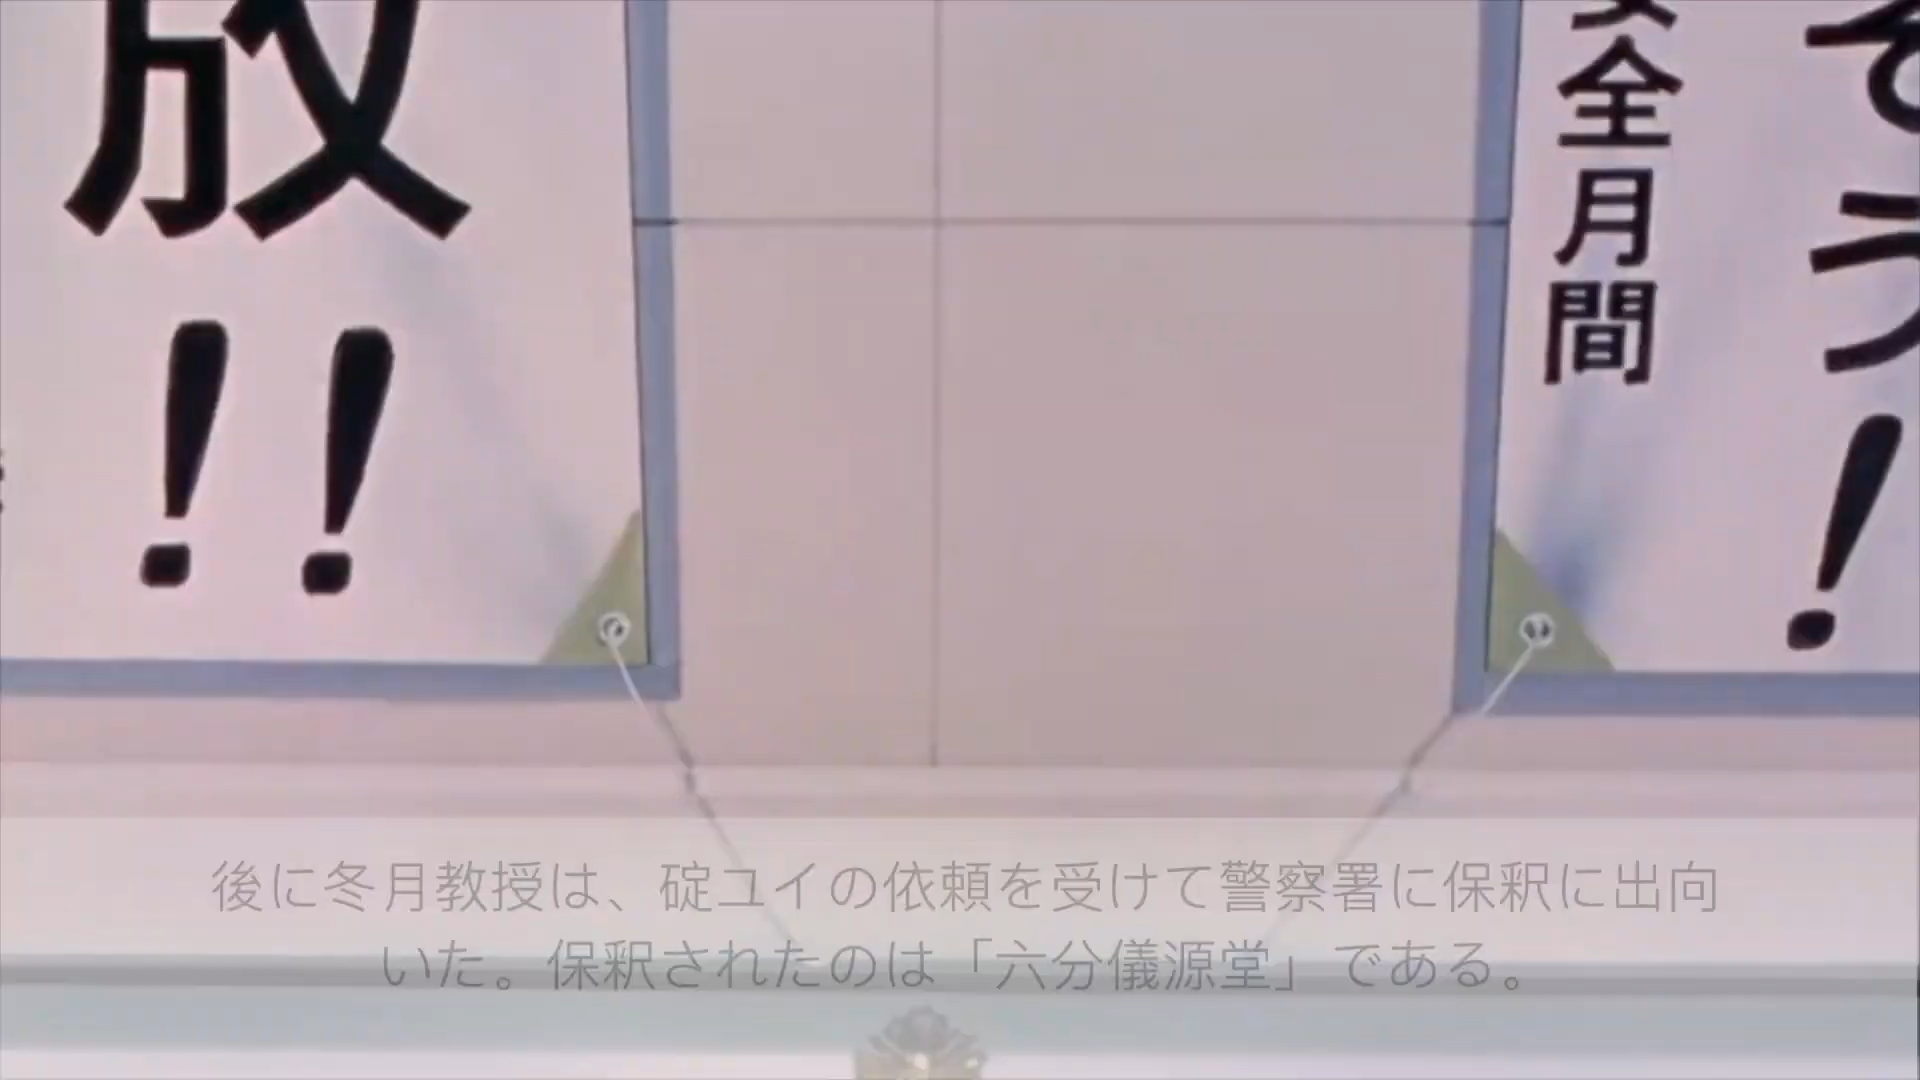 放!!
全月間
そう!
後に冬月教授は、碇ユイの依頼を受けて警察署に保釈に出向
いた。保釈されたのは「六分儀源堂」である。